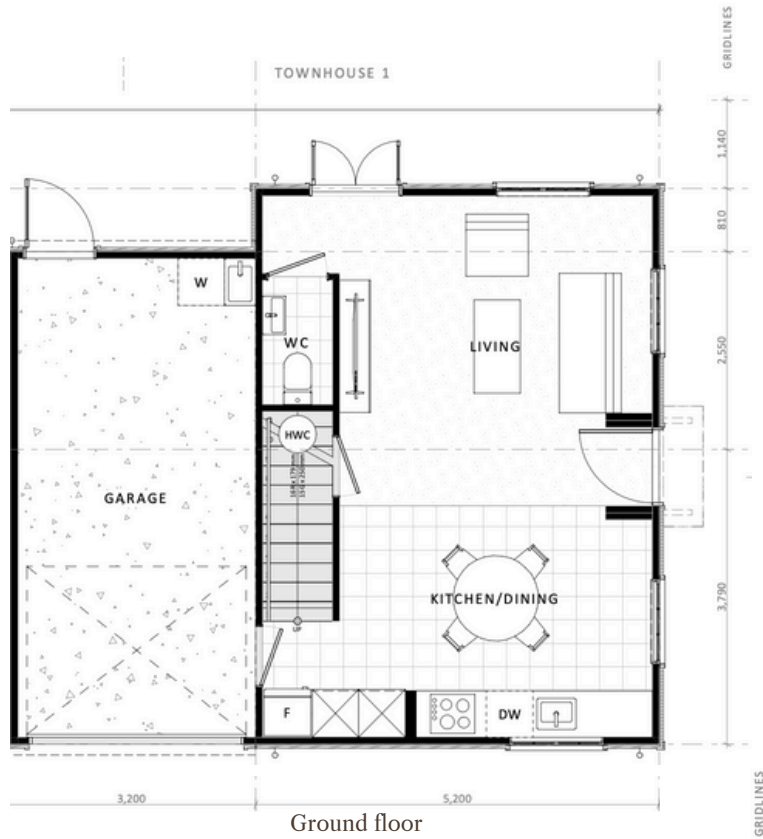 GRIDLINES
TOWNHOUSE 1
1,140
810
W
WC
LIVING
2,550
HWC
GARAGE
KITCHEN/DINING
3,790
UP
F
DW
3,200
5,200
GRIDLINES
Ground floor